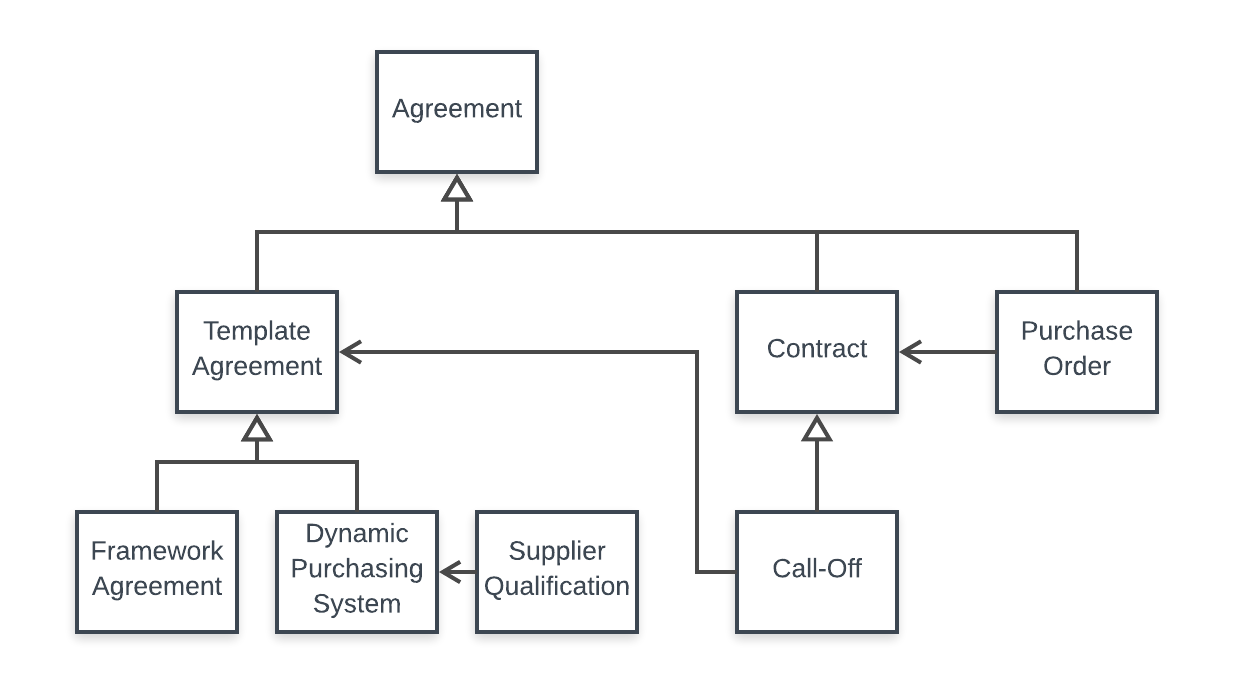 Agreement
Template
Agreement
Contract
Purchase
Order
Framework
Agreement
Dynamic
Purchasing
System
Supplier
Qualification
Call-Off